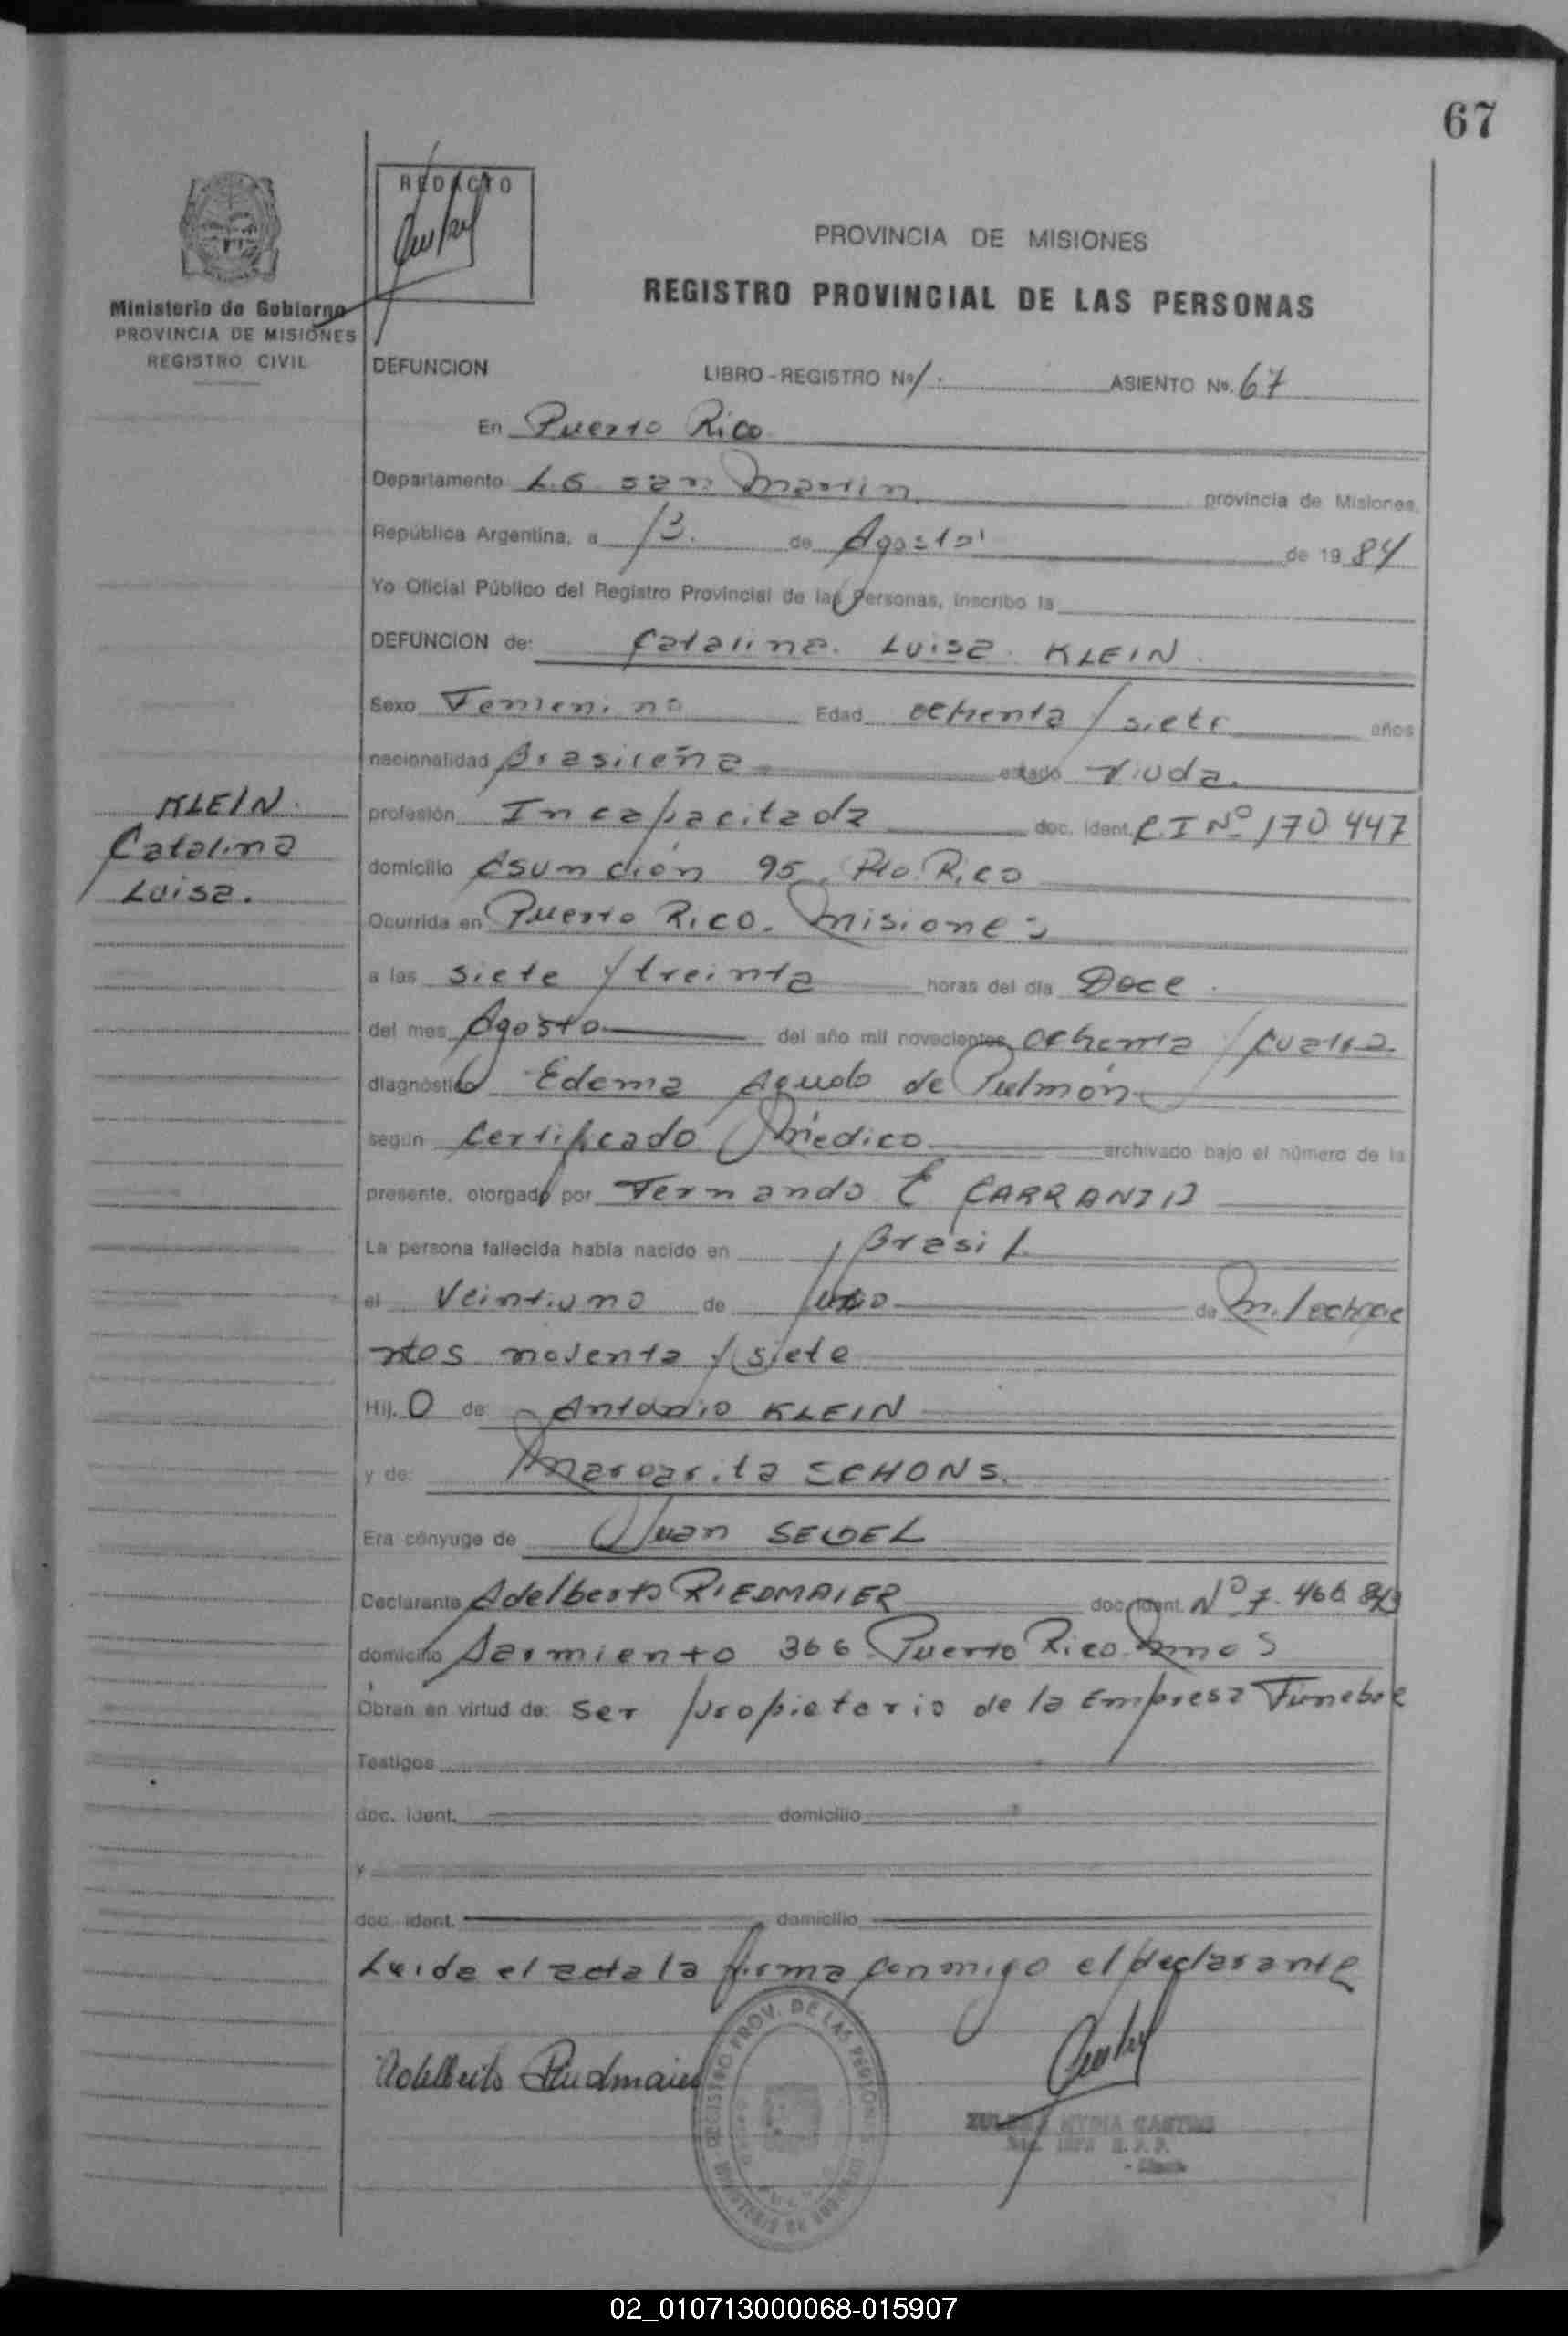 67
REDACTO
Ministerio de Gobierno
PROVINCIA DE MISIONES
REGISTRO CIVIL
PROVINCIA DE MISIONES
REGISTRO PROVINCIAL DE LAS PERSONAS
DEFUNCION LIBRO - REGISTRO Nº 1. ASIENTO Nº. 67
En Puerto Rico
Departamento L.G. san Martin provincia de Misiones,
República Argentina, a 13. de Agosto de 19 84
Yo Oficial Público del Registro Provincial de las Personas, inscribo la
DEFUNCION de: Catalina Luisa KLEIN
Sexo Femenino Edad ochenta y siete años
nacionalidad Brasileña estado Viuda.
KLEIN.
Catalina
Luisa.
profesión Incapacitada doc. ident. C.I Nº 170 447
domicilio Asunción 95. Pto. Rico
Ocurrida en Puerto Rico. Misiones
a las siete y treinta horas del día Doce.
del mes Agosto del año mil novecientos Ochenta y cuatro
diagnóstico Edema Agudo de Pulmón
según Certificado Médico archivado bajo el número de la
presente, otorgado por Fernando E CARRANZA
La persona fallecida había nacido en Brasil
el Veintiuno de de Mil ochocie
ntos noventa y siete
Hij. O de Antonio KLEIN
y de: Margarita SCHONS.
Era cónyuge de Juan
Declarante Adelberto RIEDMAIER doc. ident. Nº 7. 466
domicilio Sarmiento 366 Puerto Rico Mnes
Obran en virtud de: ser propietario de la Empresa Fúnebre
Testigos
doc. ident. domicilio
y
doc. ident. domicilio
Leida el acta la firma conmigo el declarante
Adelberto Riedmaier
REGISTRO PROV. DE LAS PERSONAS
02_010713000068-015907